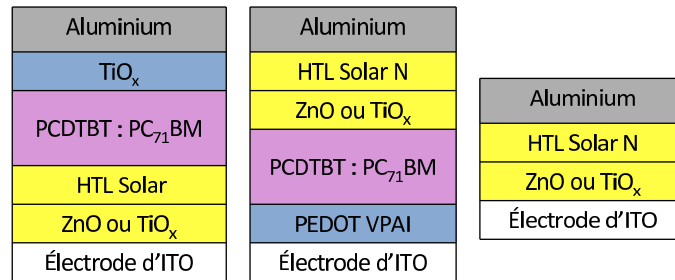 Aluminium
TiOₓ
PCDTBT : PC₇₁BM
HTL Solar
ZnO ou TiOₓ
Électrode d'ITO
Aluminium
HTL Solar N
ZnO ou TiOₓ
PCDTBT : PC₇₁BM
PEDOT VPAI
Électrode d'ITO
Aluminium
HTL Solar N
ZnO ou TiOₓ
Électrode d'ITO